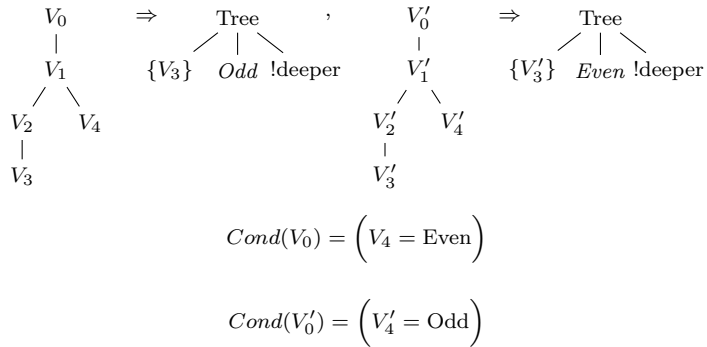 V₀ ⇒ Tree , V₀′ ⇒ Tree
V₁ {V₃} Odd !deeper V₁′ {V₃′} Even !deeper
V₂ V₄ V₂′ V₄′
V₃ V₃′
Cond(V₀) = (V₄ = Even)
Cond(V₀′) = (V₄′ = Odd)